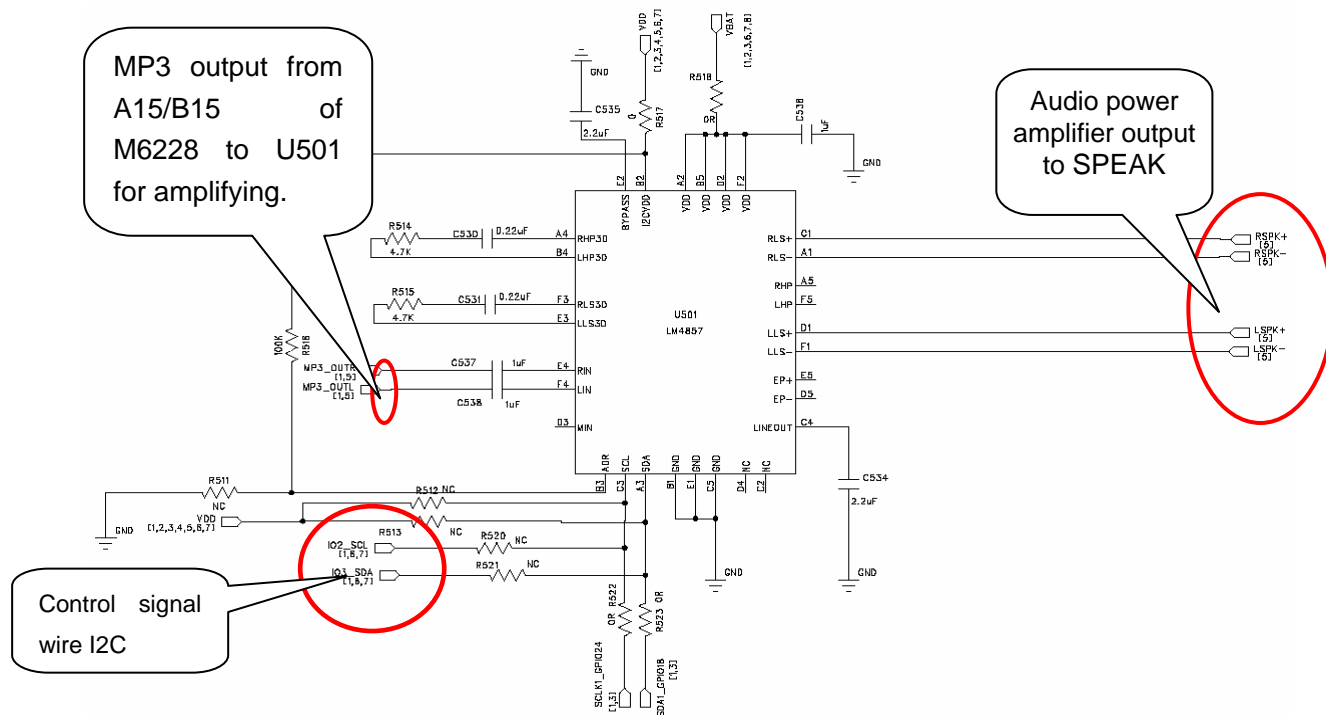 MP3 output from
A15/B15 of
M6228 to U501
for amplifying.
Audio power
amplifier output
to SPEAK
Control signal
wire I2C
VDD
[1,2,3,4,5,6,7]
VBAT
[1,2,3,6,7,8]
GND
C535
2.2uF
0
R517
R518
0R
C538
1uF
GND
E2
B2
A2
B5
D2
F2
BYPASS
I2CVDD
VDD
VDD
VDD
VDD
R514
4.7K
C530
0.22uF
A4
RHP3D
B4
LHP3D
R515
4.7K
C531
0.22uF
F3
RLS3D
E3
LLS3D
U501
LM4857
100K
R516
MP3_OUTR
[1,5]
MP3_OUTL
[1,5]
C537
1uF
C538
1uF
E4
RIN
F4
LIN
D3
MIN
RLS+
C1
RLS-
A1
RHP
A5
LHP
F5
LLS+
D1
LLS-
F1
EP+
E5
EP-
D5
LINEOUT
C4
RSPK+
[5]
RSPK-
[5]
LSPK+
[5]
LSPK-
[5]
ADR
SCL
SDA
GND
GND
GND
NC
NC
B3
C3
A3
B1
E1
C5
D4
C2
C534
2.2uF
GND
GND
R511
NC
GND
VDD
[1,2,3,4,5,6,7]
R512
NC
R513
NC
IO2_SCL
[1,6,7]
R520
NC
IO3_SDA
[1,6,7]
R521
NC
0R
R522
R523
0R
SCLK1_GPIO24
[1,3]
SDA1_GPIO18
[1,3]